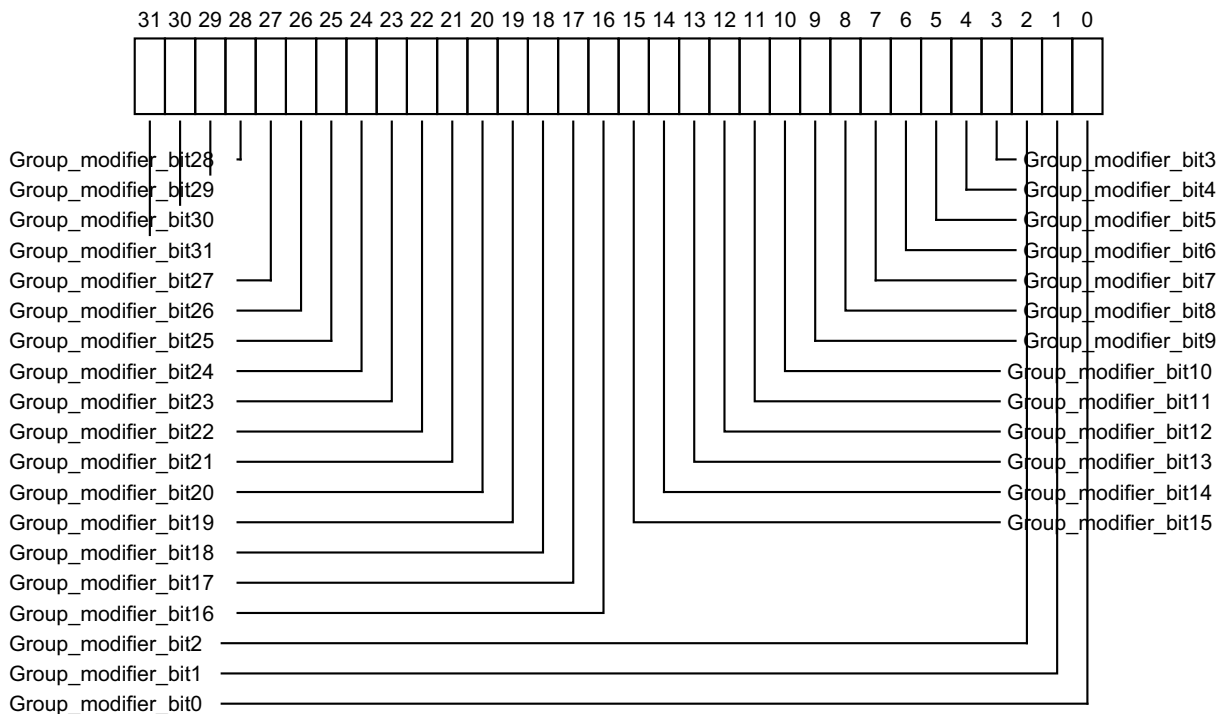 31 30 29 28 27 26 25 24 23 22 21 20 19 18 17 16 15 14 13 12 11 10 9 8 7 6 5 4 3 2 1 0
Group_modifier_bit28 Group_modifier_bit3
Group_modifier_bit29 Group_modifier_bit4
Group_modifier_bit30 Group_modifier_bit5
Group_modifier_bit31 Group_modifier_bit6
Group_modifier_bit27 Group_modifier_bit7
Group_modifier_bit26 Group_modifier_bit8
Group_modifier_bit25 Group_modifier_bit9
Group_modifier_bit24 Group_modifier_bit10
Group_modifier_bit23 Group_modifier_bit11
Group_modifier_bit22 Group_modifier_bit12
Group_modifier_bit21 Group_modifier_bit13
Group_modifier_bit20 Group_modifier_bit14
Group_modifier_bit19 Group_modifier_bit15
Group_modifier_bit18
Group_modifier_bit17
Group_modifier_bit16
Group_modifier_bit2
Group_modifier_bit1
Group_modifier_bit0